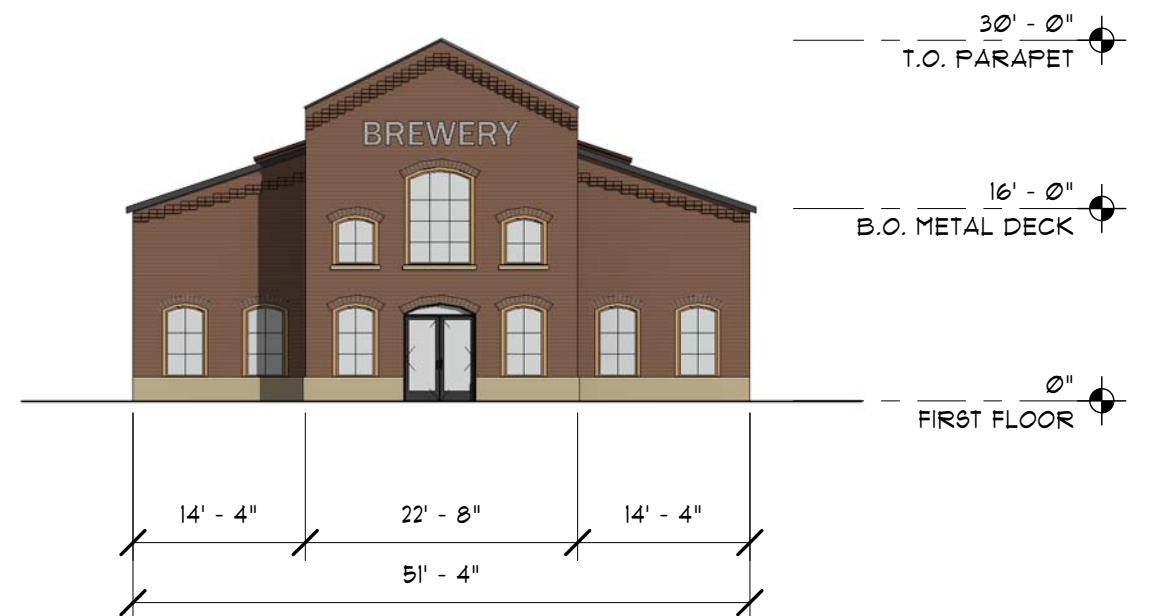 30' - 0"
T.O. PARAPET
BREWERY
16' - 0"
B.O. METAL DECK
0"
FIRST FLOOR
14' - 4"
22' - 8"
14' - 4"
51' - 4"